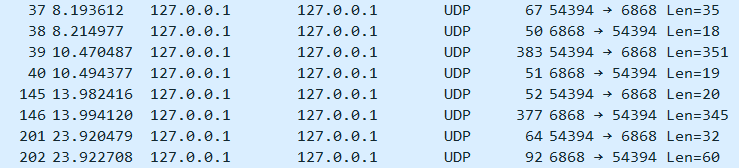 37 8.193612 127.0.0.1 127.0.0.1 UDP 67 54394 → 6868 Len=35
38 8.214977 127.0.0.1 127.0.0.1 UDP 50 6868 → 54394 Len=18
39 10.470487 127.0.0.1 127.0.0.1 UDP 383 54394 → 6868 Len=351
40 10.494377 127.0.0.1 127.0.0.1 UDP 51 6868 → 54394 Len=19
145 13.982416 127.0.0.1 127.0.0.1 UDP 52 54394 → 6868 Len=20
146 13.994120 127.0.0.1 127.0.0.1 UDP 377 6868 → 54394 Len=345
201 23.920479 127.0.0.1 127.0.0.1 UDP 64 54394 → 6868 Len=32
202 23.922708 127.0.0.1 127.0.0.1 UDP 92 6868 → 54394 Len=60